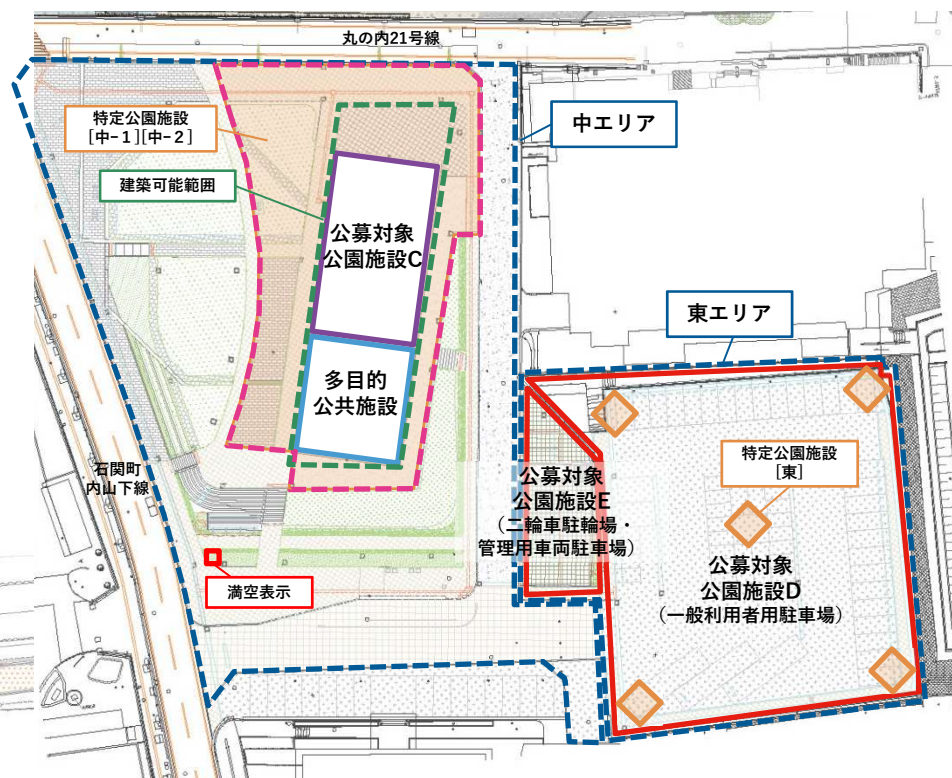 丸の内21号線
特定公園施設
[中-1][中-2]
中エリア
建築可能範囲
公募対象
公園施設C
東エリア
多目的
公共施設
特定公園施設
[東]
石関町
内山下線
公募対象
公園施設E
（二輪車駐輪場・
管理用車両駐車場）
公募対象
公園施設D
（一般利用者用駐車場）
満空表示